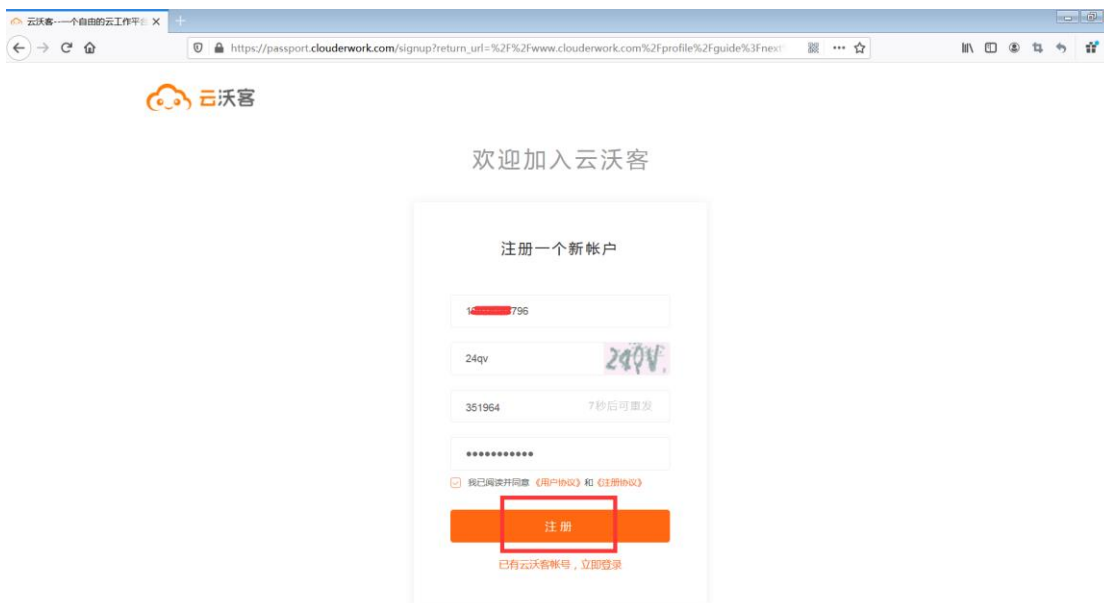 云沃客---一个自由的云工作平台
https://passport.clouderwork.com/signup?return_url=%2F%2Fwww.clouderwork.com%2Fprofile%2Fguide%3Fnext
云沃客
欢迎加入云沃客
注册一个新帐户
1 796
24qv 24QV
351964 7秒后可重发
我已阅读并同意 《用户协议》和《注册协议》
注 册
已有云沃客帐号，立即登录